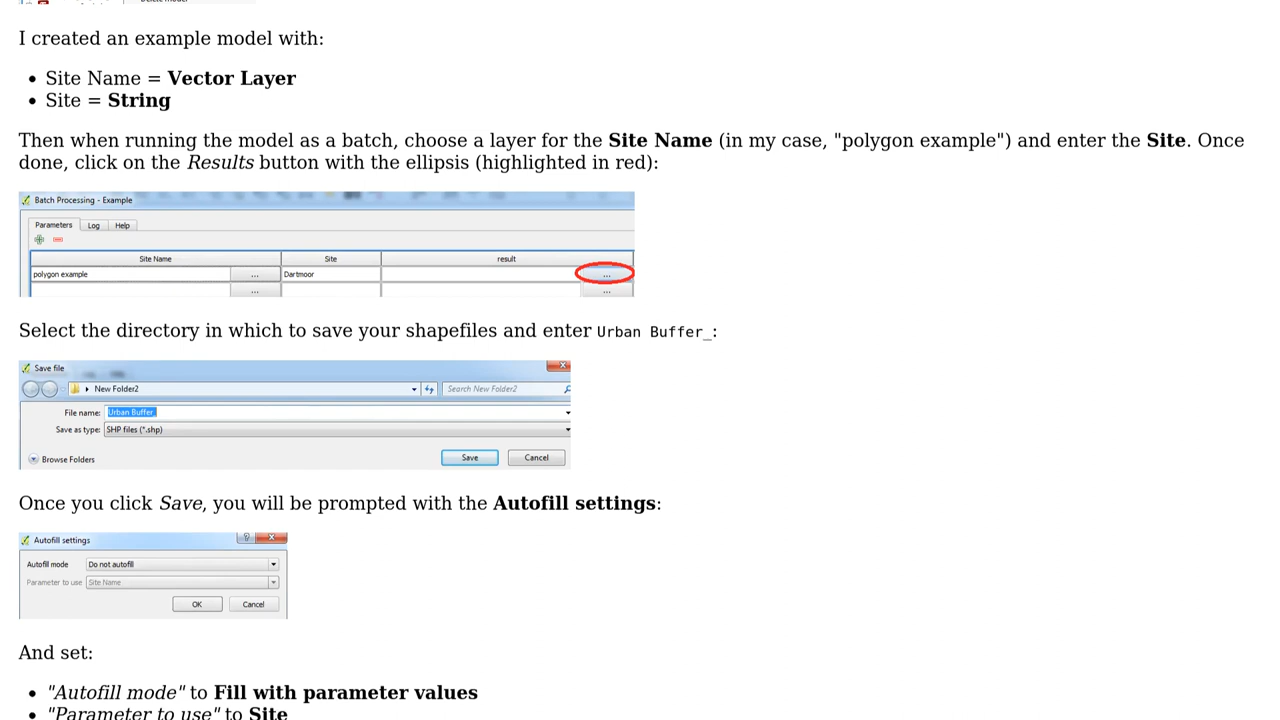 I created an example model with:
• Site Name = Vector Layer
• Site = String
Then when running the model as a batch, choose a layer for the Site Name (in my case, "polygon example") and enter the Site. Once
done, click on the Results button with the ellipsis (highlighted in red):
Batch Processing - Example
Parameters Log Help
Site Name Site result
polygon example ... Dartmoor ...
... ...
Select the directory in which to save your shapefiles and enter Urban Buffer_:
Save file
New Folder2 Search New Folder2
File name: Urban Buffer_
Save as type: SHP files (*.shp)
Browse Folders Save Cancel
Once you click Save, you will be prompted with the Autofill settings:
Autofill settings ?
Autofill mode Do not autofill
Parameter to use Site Name
OK Cancel
And set:
• "Autofill mode" to Fill with parameter values
• "Parameter to use" to Site